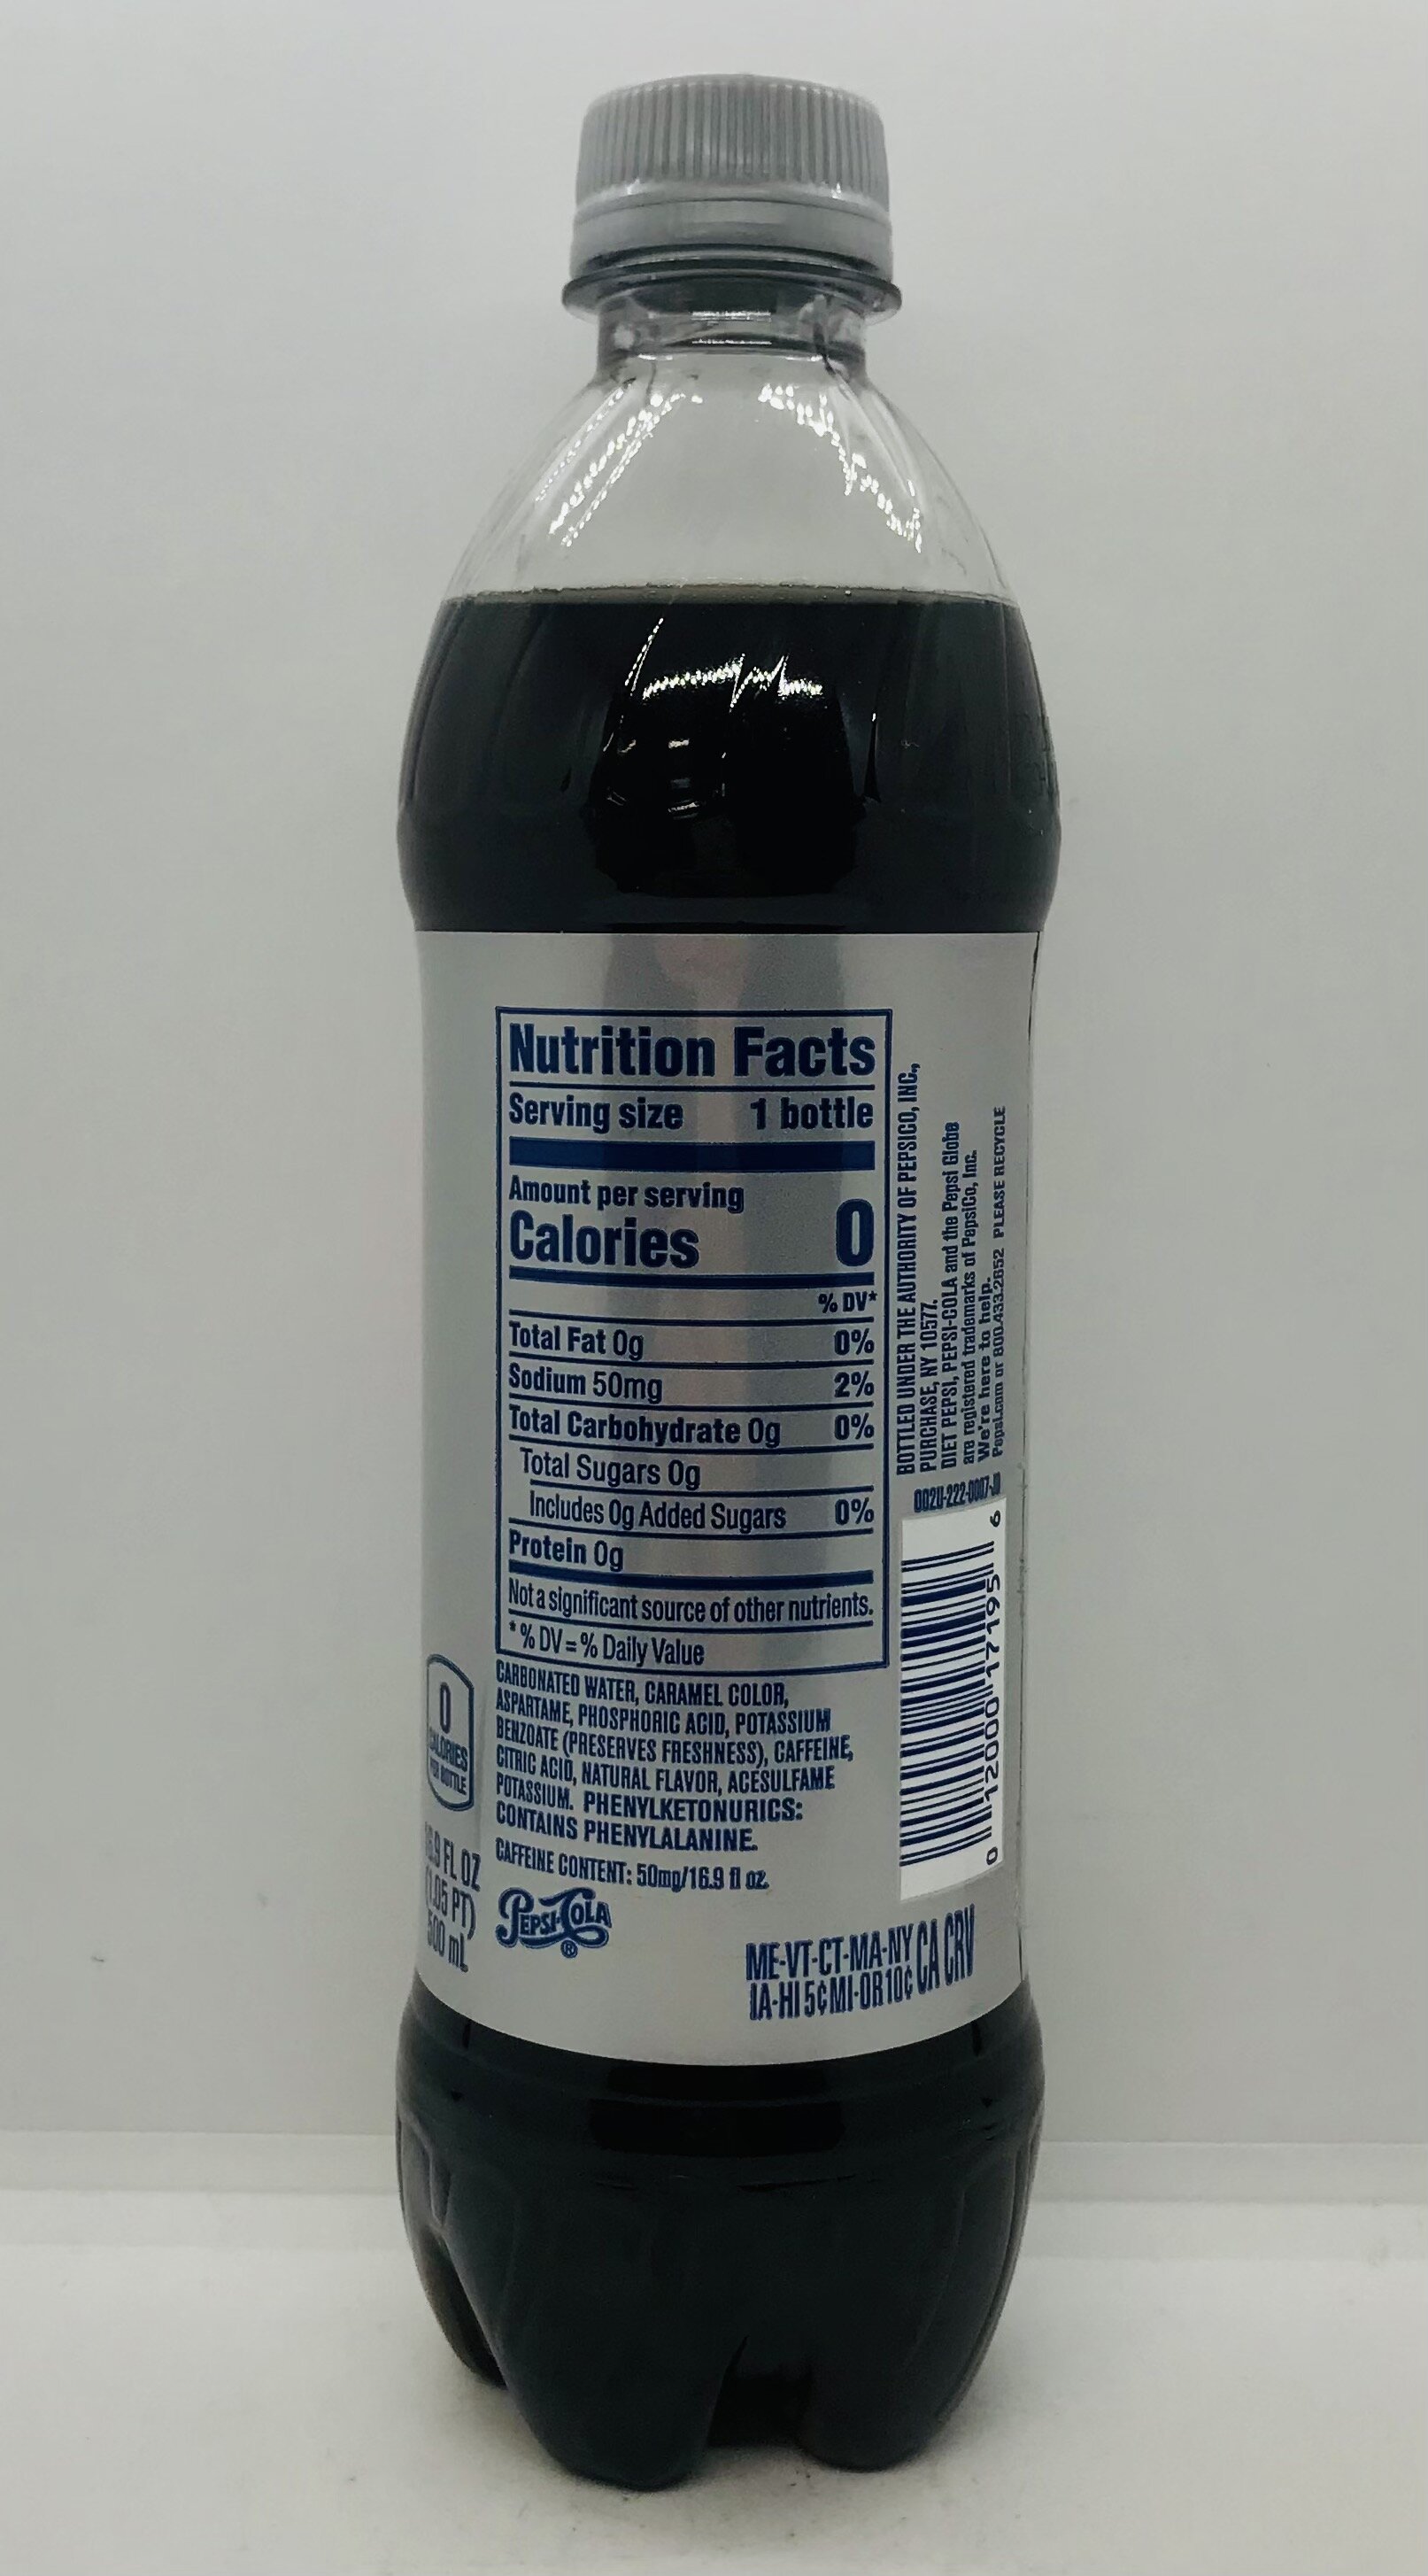 Nutrition Facts
Serving size 1 bottle
Amount per serving
Calories 0
% DV*
Total Fat 0g 0%
Sodium 50mg 2%
Total Carbohydrate 0g 0%
Total Sugars 0g
Includes 0g Added Sugars 0%
Protein 0g
Not a significant source of other nutrients.
* % DV = % Daily Value
CARBONATED WATER, CARAMEL COLOR,
ASPARTAME, PHOSPHORIC ACID, POTASSIUM
BENZOATE (PRESERVES FRESHNESS), CAFFEINE,
CITRIC ACID, NATURAL FLAVOR, ACESULFAME
POTASSIUM. PHENYLKETONURICS:
CONTAINS PHENYLALANINE.
CAFFEINE CONTENT: 50mg/16.9 fl oz.
PEPSI-COLA
®
0
CALORIES
PER BOTTLE
16.9 FL OZ
(1.05 PT)
500 mL
BOTTLED UNDER THE AUTHORITY OF PEPSICO, INC.,
PURCHASE, NY 10577.
DIET PEPSI, PEPSI-COLA and the Pepsi Globe
are registered trademarks of PepsiCo, Inc.
We're here to help.
Pepsi.com or 800.433.2652 PLEASE RECYCLE
0 12000 17195 6
ME-VT-CT-MA-NY CA CRV
IA-HI 5¢ MI-OR 10¢